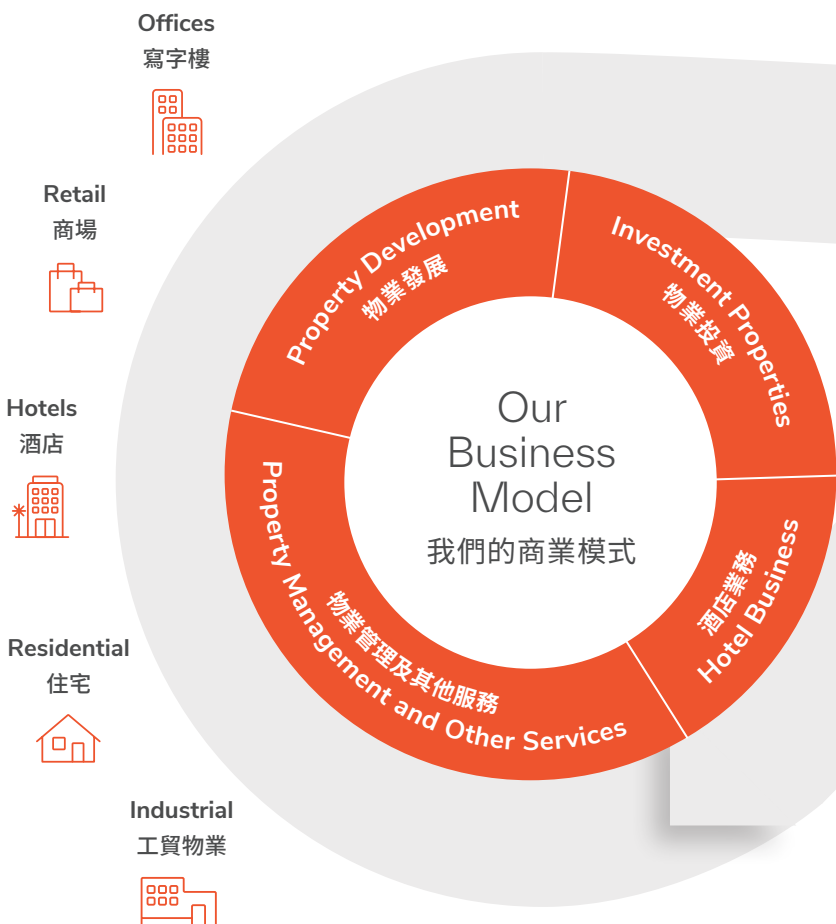 Offices
寫字樓
Retail
商場
Hotels
酒店
Residential
住宅
Industrial
工貿物業
Property Development
物業發展
Investment Properties
物業投資
酒店業務
Hotel Business
物業管理及其他服務
Property Management and Other Services
Our
Business
Model
我們的商業模式